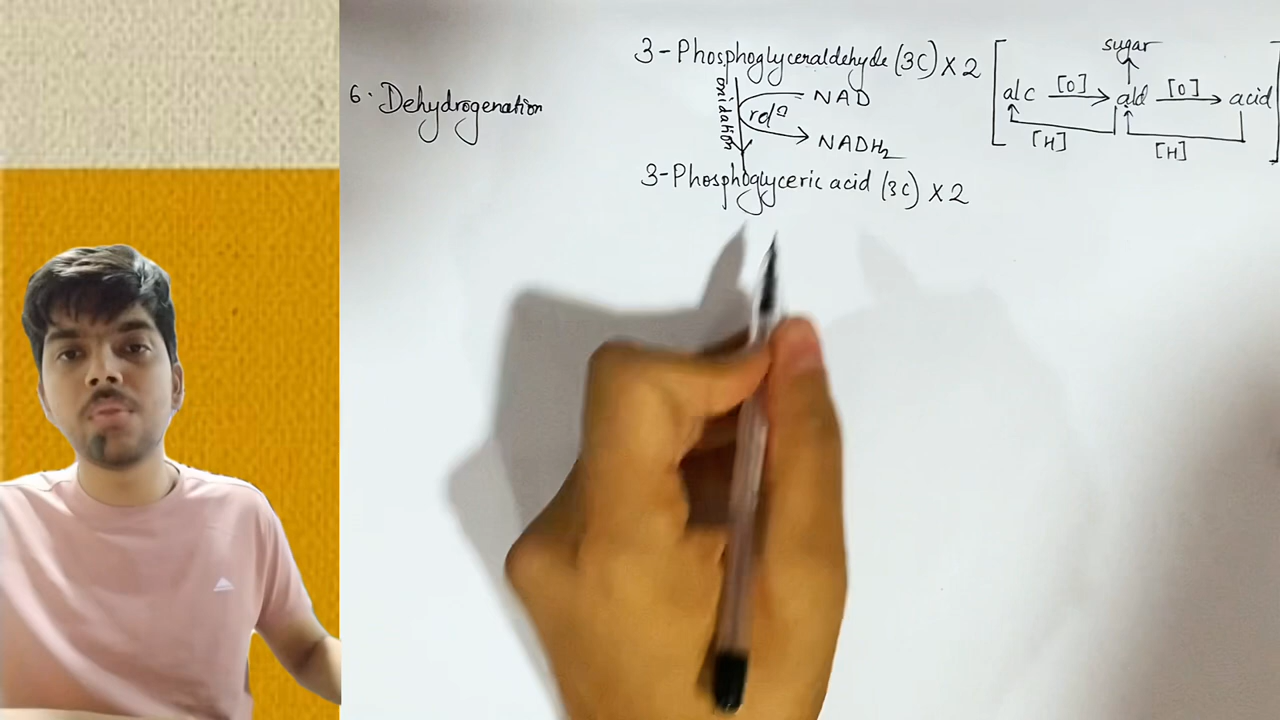 3-Phosphoglyceraldehyde (3C) X 2
6. Dehydrogenation
oxidation
NAD
redⁿ
NADH₂
3-Phosphoglyceric acid (3C) X 2
sugar
alc [O] ald [O] acid
[H] [H]